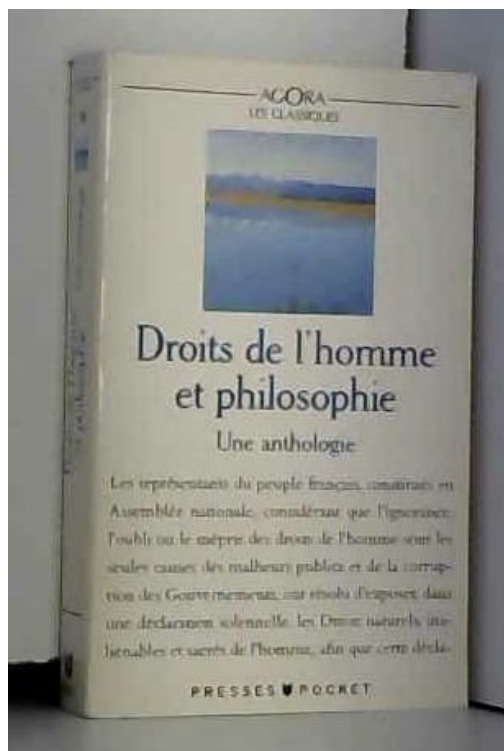 AGORA
LES CLASSIQUES
Droits de l'homme
et philosophie
Une anthologie
Les représentants du peuple français, constitués en
Assemblée nationale, considérant que l'ignorance,
l'oubli ou le mépris des droits de l'homme sont les
seules causes des malheurs publics et de la corrup-
tion des Gouvernements, ont résolu d'exposer, dans
une déclaration solennelle, les Droits naturels, ina-
liénables et sacrés de l'homme, afin que cette décla-
PRESSES POCKET